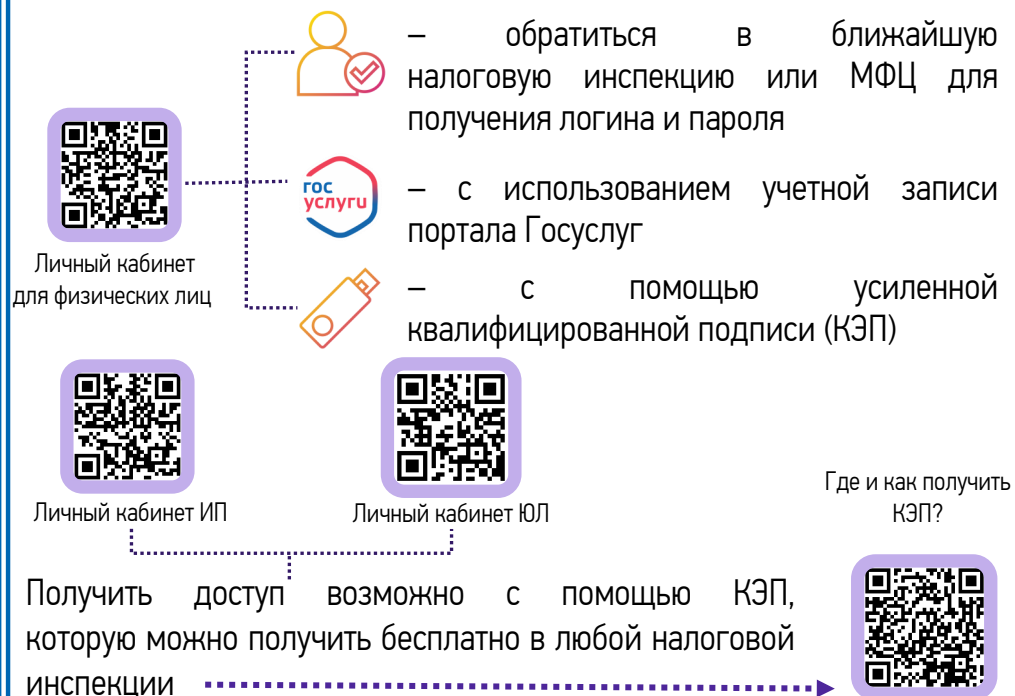 – обратиться в ближайшую
налоговую инспекцию или МФЦ для
получения логина и пароля
гос
услуги
– с использованием учетной записи
портала Госуслуг
Личный кабинет
для физических лиц
– с помощью усиленной
квалифицированной подписи (КЭП)
Личный кабинет ИП
Личный кабинет ЮЛ
Где и как получить
КЭП?
Получить доступ возможно с помощью КЭП,
которую можно получить бесплатно в любой налоговой
инспекции